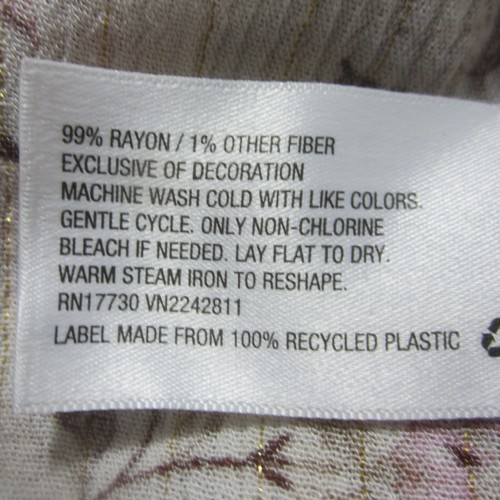 99% RAYON / 1% OTHER FIBER
EXCLUSIVE OF DECORATION
MACHINE WASH COLD WITH LIKE COLORS.
GENTLE CYCLE. ONLY NON-CHLORINE
BLEACH IF NEEDED. LAY FLAT TO DRY.
WARM STEAM IRON TO RESHAPE.
RN17730 VN2242811
LABEL MADE FROM 100% RECYCLED PLASTIC